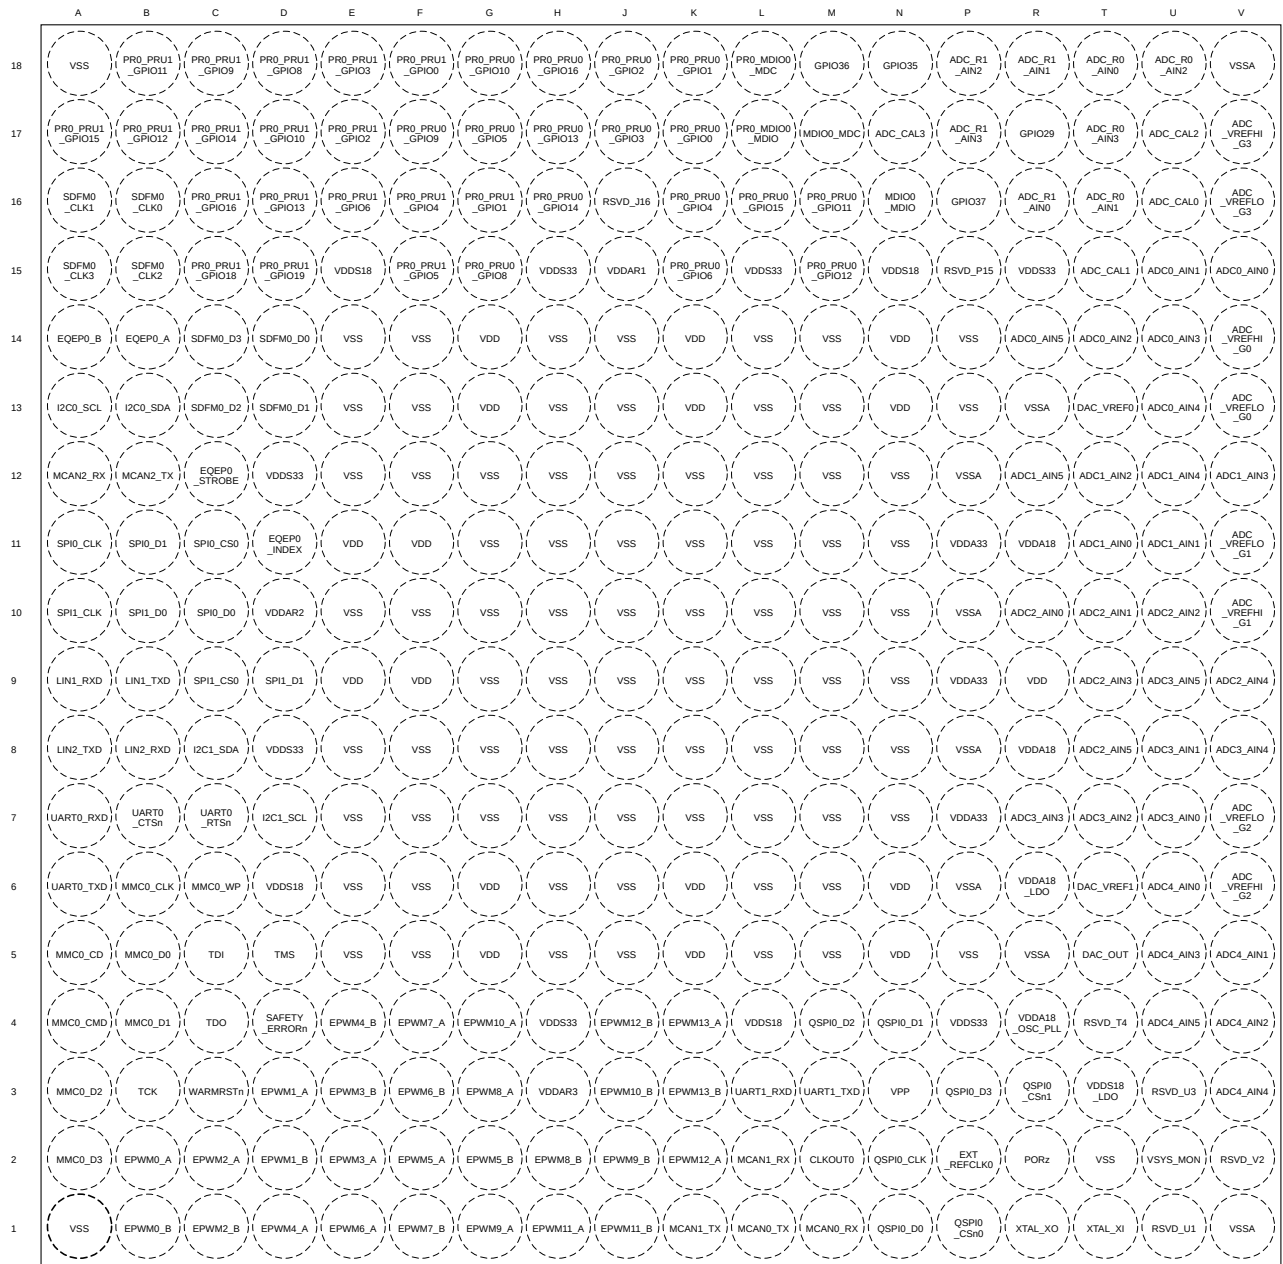 A B C D E F G H J K L M N P R T U V
18 VSS PR0_PRU1_GPIO11 PR0_PRU1_GPIO9 PR0_PRU1_GPIO8 PR0_PRU1_GPIO3 PR0_PRU1_GPIO0 PR0_PRU0_GPIO10 PR0_PRU0_GPIO16 PR0_PRU0_GPIO2 PR0_PRU0_GPIO1 PR0_MDIO0_MDC GPIO36 GPIO35 ADC_R1_AIN2 ADC_R1_AIN1 ADC_R0_AIN0 ADC_R0_AIN2 VSSA
17 PR0_PRU1_GPIO15 PR0_PRU1_GPIO12 PR0_PRU1_GPIO14 PR0_PRU1_GPIO10 PR0_PRU1_GPIO2 PR0_PRU0_GPIO9 PR0_PRU0_GPIO5 PR0_PRU0_GPIO13 PR0_PRU0_GPIO3 PR0_PRU0_GPIO0 PR0_MDIO0_MDIO MDIO0_MDC ADC_CAL3 ADC_R1_AIN3 GPIO29 ADC_R0_AIN3 ADC_CAL2 ADC_VREFHI_G3
16 SDFM0_CLK1 SDFM0_CLK0 PR0_PRU1_GPIO16 PR0_PRU1_GPIO13 PR0_PRU1_GPIO6 PR0_PRU1_GPIO4 PR0_PRU1_GPIO1 PR0_PRU0_GPIO14 RSVD_J16 PR0_PRU0_GPIO4 PR0_PRU0_GPIO15 PR0_PRU0_GPIO11 MDIO0_MDIO GPIO37 ADC_R1_AIN0 ADC_R0_AIN1 ADC_CAL0 ADC_VREFLO_G3
15 SDFM0_CLK3 SDFM0_CLK2 PR0_PRU1_GPIO18 PR0_PRU1_GPIO19 VDDS18 PR0_PRU1_GPIO5 PR0_PRU0_GPIO8 VDDS33 VDDAR1 PR0_PRU0_GPIO6 VDDS33 PR0_PRU0_GPIO12 VDDS18 RSVD_P15 VDDS33 ADC_CAL1 ADC0_AIN1 ADC0_AIN0
14 EQEP0_B EQEP0_A SDFM0_D3 SDFM0_D0 VSS VSS VDD VSS VSS VDD VSS VSS VDD VSS ADC0_AIN5 ADC0_AIN2 ADC0_AIN3 ADC_VREFHI_G0
13 I2C0_SCL I2C0_SDA SDFM0_D2 SDFM0_D1 VSS VSS VDD VSS VSS VDD VSS VSS VDD VSS VSSA DAC_VREF0 ADC0_AIN4 ADC_VREFLO_G0
12 MCAN2_RX MCAN2_TX EQEP0_STROBE VDDS33 VSS VSS VSS VSS VSS VSS VSS VSS VSS VSSA ADC1_AIN5 ADC1_AIN2 ADC1_AIN4 ADC1_AIN3
11 SPI0_CLK SPI0_D1 SPI0_CS0 EQEP0_INDEX VDD VDD VSS VSS VSS VSS VSS VSS VSS VDDA33 VDDA18 ADC1_AIN0 ADC1_AIN1 ADC_VREFLO_G1
10 SPI1_CLK SPI1_D0 SPI0_D0 VDDAR2 VSS VSS VSS VSS VSS VSS VSS VSS VSS VSSA ADC2_AIN0 ADC2_AIN1 ADC2_AIN2 ADC_VREFHI_G1
9 LIN1_RXD LIN1_TXD SPI1_CS0 SPI1_D1 VDD VDD VSS VSS VSS VSS VSS VSS VSS VDDA33 VDD ADC2_AIN3 ADC3_AIN5 ADC2_AIN4
8 LIN2_TXD LIN2_RXD I2C1_SDA VDDS33 VSS VSS VSS VSS VSS VSS VSS VSS VSS VSSA VDDA18 ADC2_AIN5 ADC3_AIN1 ADC3_AIN4
7 UART0_RXD UART0_CTSn UART0_RTSn I2C1_SCL VSS VSS VSS VSS VSS VSS VSS VSS VSS VDDA33 ADC3_AIN3 ADC3_AIN2 ADC3_AIN0 ADC_VREFLO_G2
6 UART0_TXD MMC0_CLK MMC0_WP VDDS18 VSS VSS VDD VSS VSS VDD VSS VSS VDD VSSA VDDA18_LDO DAC_VREF1 ADC4_AIN0 ADC_VREFHI_G2
5 MMC0_CD MMC0_D0 TDI TMS VSS VSS VDD VSS VSS VDD VSS VSS VDD VSS VSSA DAC_OUT ADC4_AIN3 ADC4_AIN1
4 MMC0_CMD MMC0_D1 TDO SAFETY_ERRORn EPWM4_B EPWM7_A EPWM10_A VDDS33 EPWM12_B EPWM13_A VDDS18 QSPI0_D2 QSPI0_D1 VDDS33 VDDA18_OSC_PLL RSVD_T4 ADC4_AIN5 ADC4_AIN2
3 MMC0_D2 TCK WARMRSTn EPWM1_A EPWM3_B EPWM6_B EPWM8_A VDDAR3 EPWM10_B EPWM13_B UART1_RXD UART1_TXD VPP QSPI0_D3 QSPI0_CSn1 VDDS18_LDO RSVD_U3 ADC4_AIN4
2 MMC0_D3 EPWM0_A EPWM2_A EPWM1_B EPWM3_A EPWM5_A EPWM5_B EPWM8_B EPWM9_B EPWM12_A MCAN1_RX CLKOUT0 QSPI0_CLK EXT_REFCLK0 PORz VSS VSYS_MON RSVD_V2
1 VSS EPWM0_B EPWM2_B EPWM4_A EPWM6_A EPWM7_B EPWM9_A EPWM11_A EPWM11_B MCAN1_TX MCAN0_TX MCAN0_RX QSPI0_D0 QSPI0_CSn0 XTAL_XO XTAL_XI RSVD_U1 VSSA